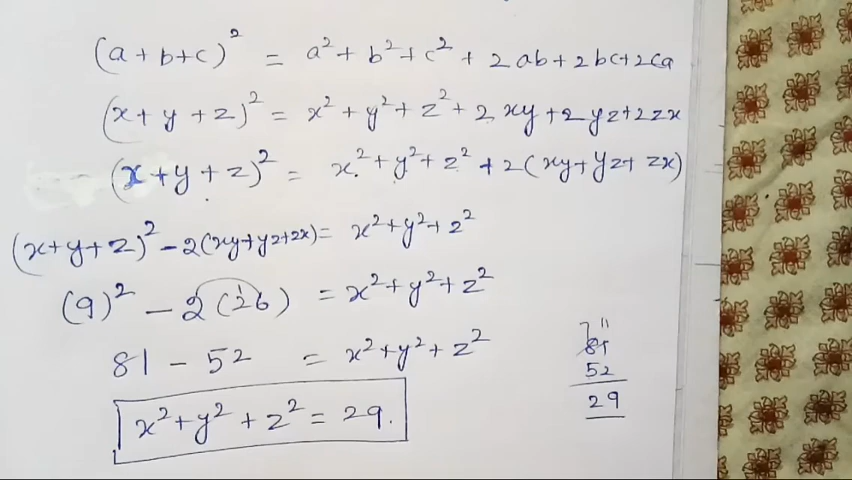 (a+b+c)² = a² + b² + c² + 2ab + 2bc + 2ca
(x + y + z)² = x² + y² + z² + 2xy + 2yz + 2zx
(x + y + z)² = x² + y² + z² + 2(xy + yz + zx)
(x+y+z)² - 2(xy+yz+zx) = x² + y² + z²
(9)² - 2(26) = x² + y² + z²
81 - 52 = x² + y² + z²
x² + y² + z² = 29.
7 11
81
52
29